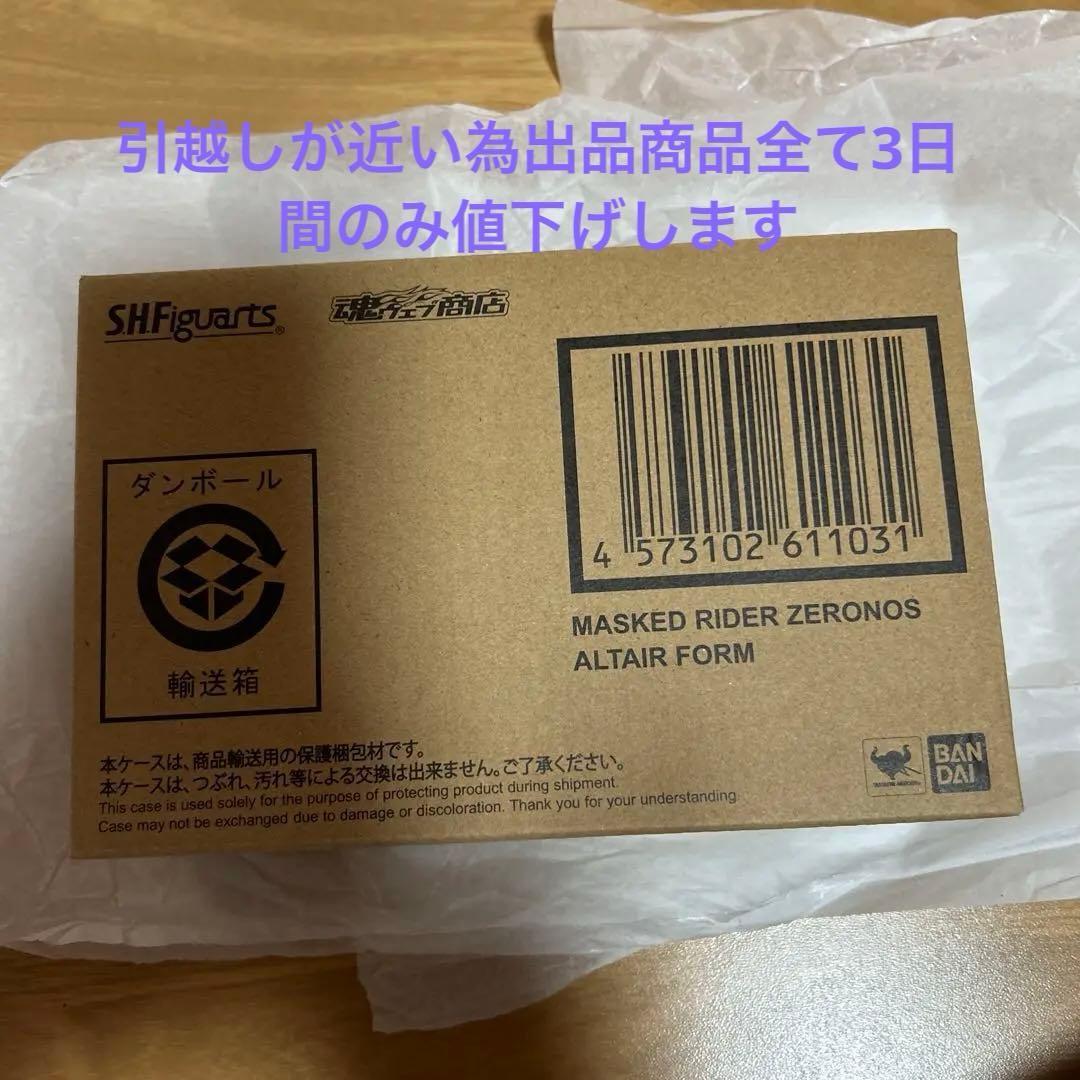 引越しが近い為出品商品全て3日
間のみ値下げします
S.H.Figuarts®
魂ウェブ商店
4 573102 611031
MASKED RIDER ZERONOS
ALTAIR FORM
ダンボール
輸送箱
本ケースは、商品輸送用の保護梱包材です。
本ケースは、つぶれ、汚れ等による交換は出来ません。ご了承ください。
This case is used solely for the purpose of protecting product during shipment.
Case may not be exchanged due to damage or discoloration. Thank you for your understanding.
BAN
DAI